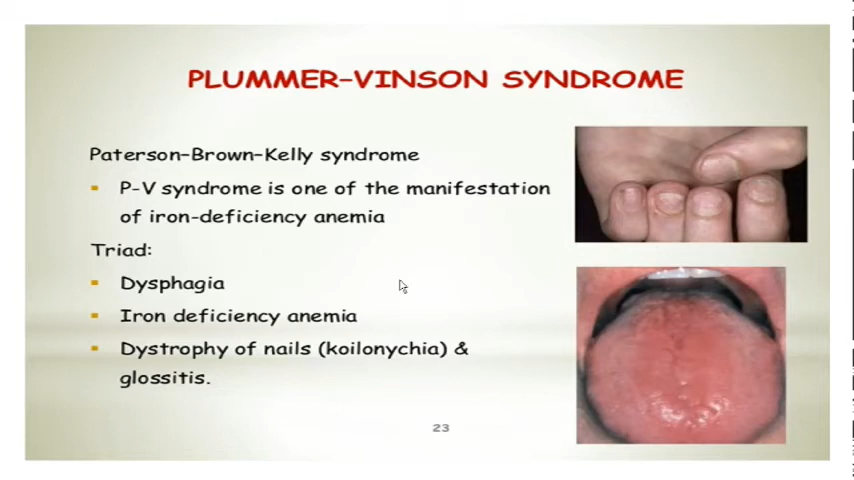 PLUMMER-VINSON SYNDROME
Paterson-Brown-Kelly syndrome
▪ P-V syndrome is one of the manifestation
of iron-deficiency anemia
Triad:
▪ Dysphagia
▪ Iron deficiency anemia
▪ Dystrophy of nails (koilonychia) &
glossitis.
23